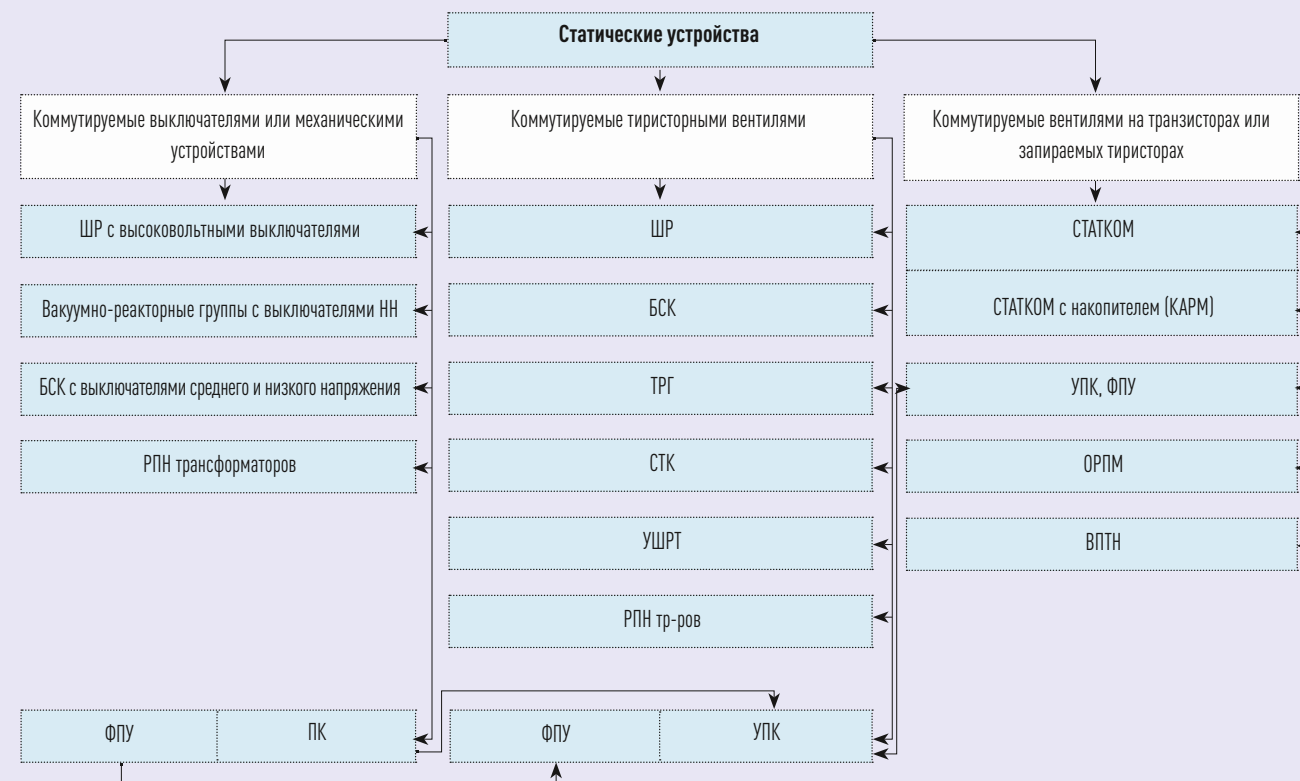 Статические устройства
Коммутируемые выключателями или механическими
устройствами
Коммутируемые тиристорными вентилями
Коммутируемые вентилями на транзисторах или
запираемых тиристорах
ШР с высоковольтными выключателями
ШР
СТАТКОМ
Вакуумно-реакторные группы с выключателями НН
БСК
СТАТКОМ с накопителем (КАРМ)
БСК с выключателями среднего и низкого напряжения
ТРГ
УПК, ФПУ
РПН трансформаторов
СТК
ОРПМ
УШРТ
ВПТН
РПН тр-ров
ФПУ
ПК
ФПУ
УПК